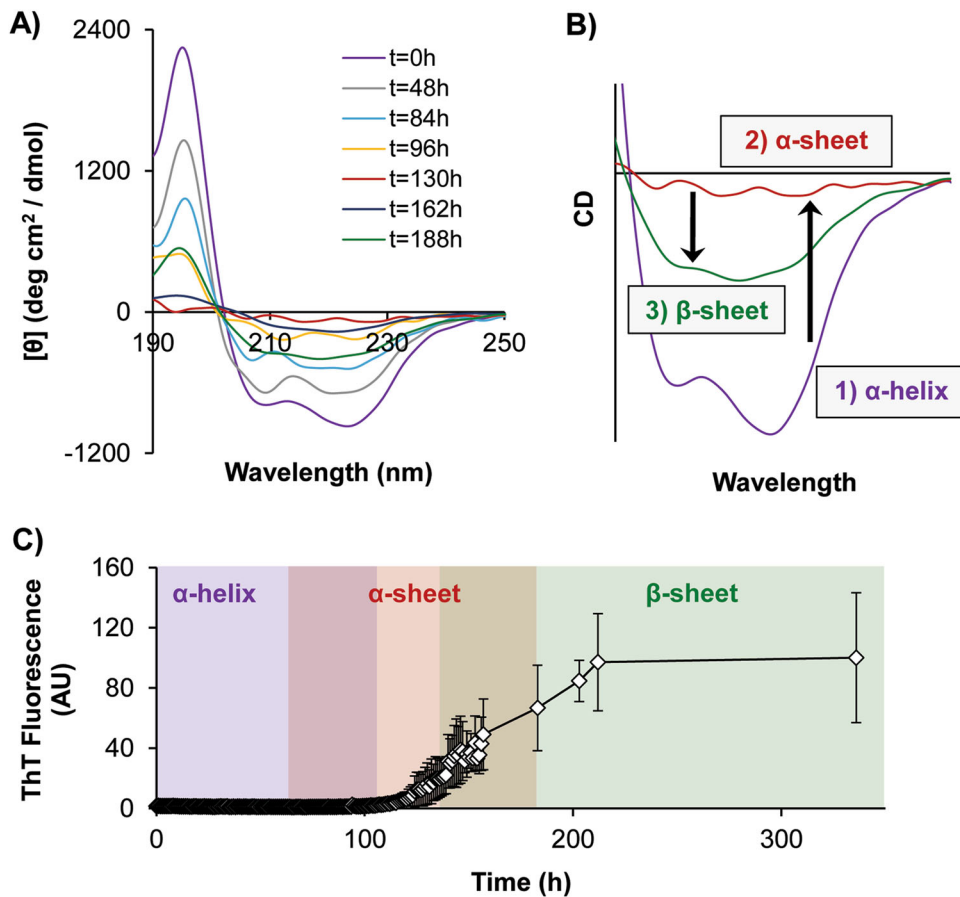 A)
2400
1200
0
-1200
[θ] (deg cm² / dmol)
190
210
230
250
Wavelength (nm)
t=0h
t=48h
t=84h
t=96h
t=130h
t=162h
t=188h
B)
CD
2) α-sheet
3) β-sheet
1) α-helix
Wavelength
C)
ThT Fluorescence
(AU)
160
120
80
40
0
α-helix
α-sheet
β-sheet
0
100
200
300
Time (h)